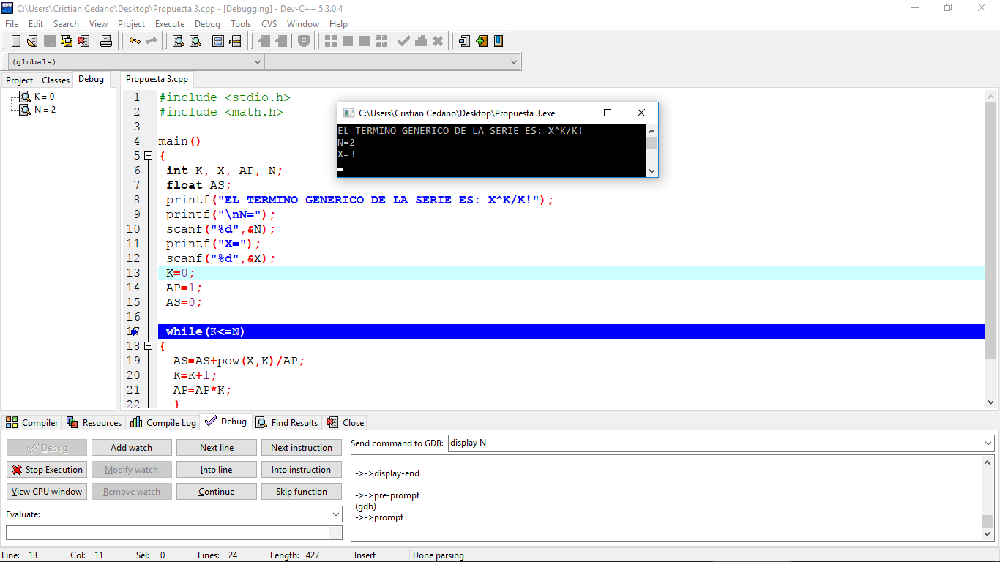 C:\Users\Cristian Cedano\Desktop\Propuesta 3.cpp - [Debugging] - Dev-C++ 5.3.0.4
File Edit Search View Project Execute Debug Tools CVS Window Help
(globals)
Project Classes Debug
Propuesta 3.cpp
K = 0
N = 2
1 #include <stdio.h>
2 #include <math.h>
3
4 main()
5 {
6 int K, X, AP, N;
7 float AS;
8 printf("EL TERMINO GENERICO DE LA SERIE ES: X^K/K!");
9 printf("\nN=");
10 scanf("%d",&N);
11 printf("X=");
12 scanf("%d",&X);
13 K=0;
14 AP=1;
15 AS=0;
16
while(K<=N)
18 {
19 AS=AS+pow(X,K)/AP;
20 K=K+1;
21 AP=AP*K;
22 }
C:\Users\Cristian Cedano\Desktop\Propuesta 3.exe
EL TERMINO GENERICO DE LA SERIE ES: X^K/K!
N=2
X=3
Compiler Resources Compile Log Debug Find Results Close
Debug Add watch Next line Next instruction
Stop Execution Modify watch Into line Into instruction
View CPU window Remove watch Continue Skip function
Evaluate:
Send command to GDB: display N
->->display-end
->->pre-prompt
(gdb)
->->prompt
Line: 13 Col: 11 Sel: 0 Lines: 24 Length: 427 Insert Done parsing